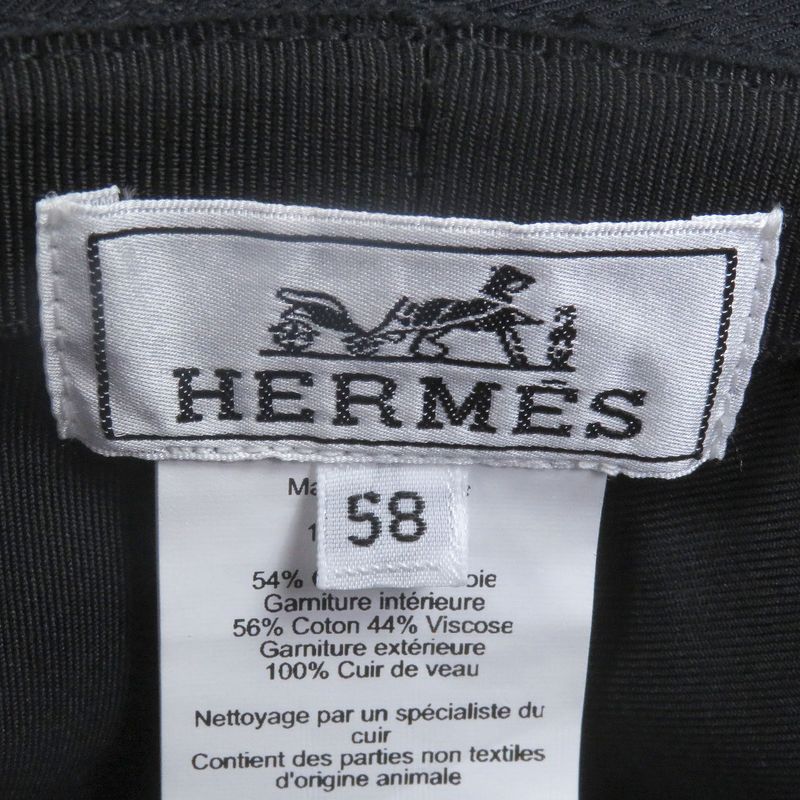 HERMÈS
58
54%
Garniture intérieure
56% Coton 44% Viscose
Garniture extérieure
100% Cuir de veau
Nettoyage par un spécialiste du
cuir
Contient des parties non textiles
d'origine animale